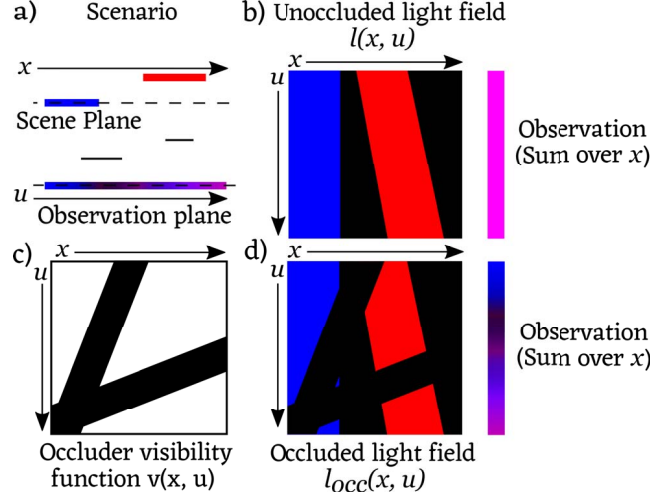 a) Scenario
x
Scene Plane
u
Observation plane
b) Unoccluded light field
l(x, u)
x
u
Observation
(Sum over x)
c)
x
u
Occluder visibility
function v(x, u)
d)
x
u
Observation
(Sum over x)
Occluded light field
lOCC(x, u)